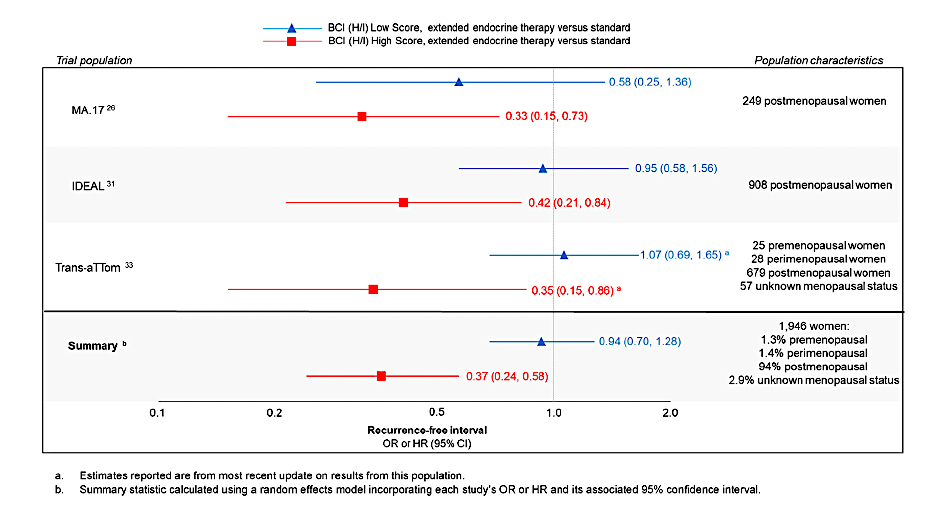 BCI (H/I) Low Score, extended endocrine therapy versus standard
BCI (H/I) High Score, extended endocrine therapy versus standard
Trial population
Population characteristics
0.58 (0.25, 1.36)
MA.17 26
249 postmenopausal women
0.33 (0.15, 0.73)
0.95 (0.58, 1.56)
IDEAL 31
908 postmenopausal women
0.42 (0.21, 0.84)
1.07 (0.69, 1.65) a
Trans-aTTom 33
25 premenopausal women
28 perimenopausal women
679 postmenopausal women
57 unknown menopausal status
0.35 (0.15, 0.86) a
Summary b
0.94 (0.70, 1.28)
1,946 women:
1.3% premenopausal
1.4% perimenopausal
94% postmenopausal
2.9% unknown menopausal status
0.37 (0.24, 0.58)
0.1 0.2 0.5 1.0 2.0
Recurrence-free interval
OR or HR (95% CI)
a. Estimates reported are from most recent update on results from this population.
b. Summary statistic calculated using a random effects model incorporating each study's OR or HR and its associated 95% confidence interval.